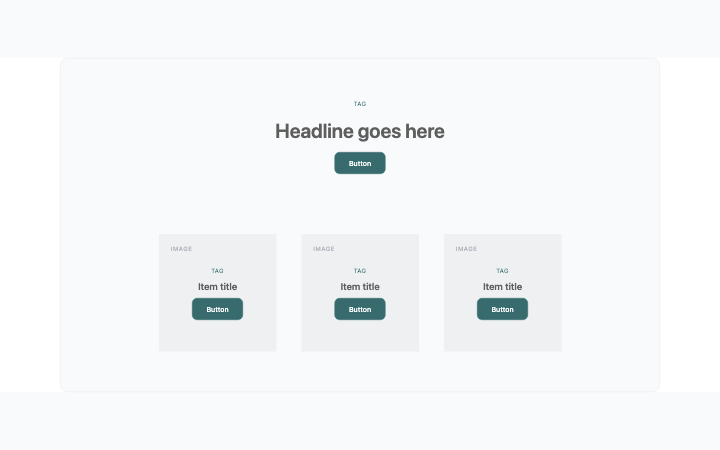 TAG
Headline goes here
Button
IMAGE
TAG
Item title
Button
IMAGE
TAG
Item title
Button
IMAGE
TAG
Item title
Button